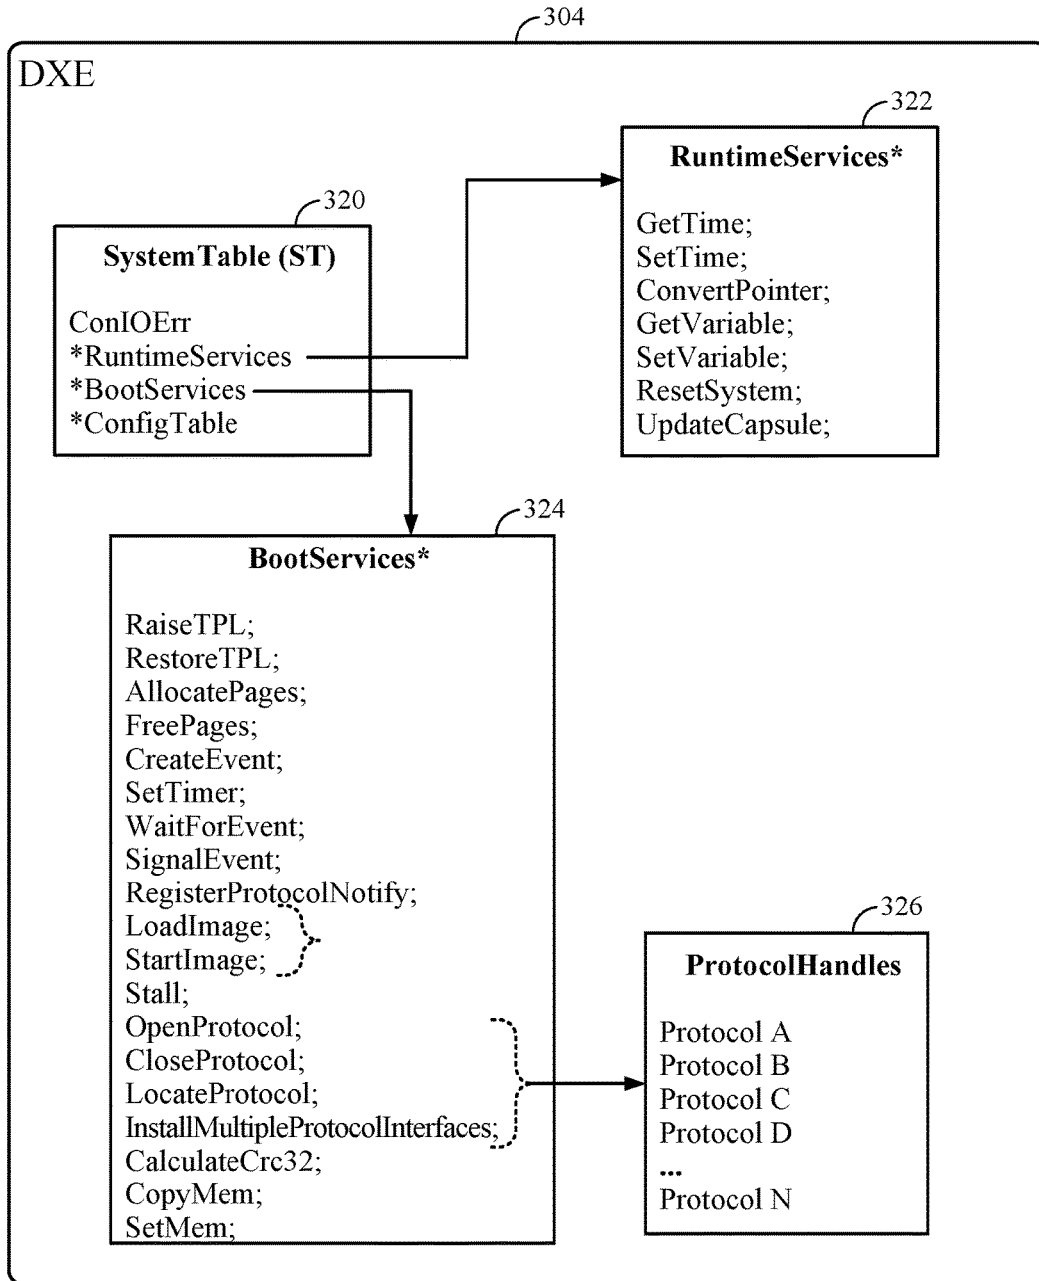 304
DXE
322
RuntimeServices*
GetTime;
SetTime;
ConvertPointer;
GetVariable;
SetVariable;
ResetSystem;
UpdateCapsule;
320
SystemTable (ST)
ConIOErr
*RuntimeServices
*BootServices
*ConfigTable
324
BootServices*
RaiseTPL;
RestoreTPL;
AllocatePages;
FreePages;
CreateEvent;
SetTimer;
WaitForEvent;
SignalEvent;
RegisterProtocolNotify;
LoadImage;
StartImage;
Stall;
OpenProtocol;
CloseProtocol;
LocateProtocol;
InstallMultipleProtocolInterfaces;
CalculateCrc32;
CopyMem;
SetMem;
326
ProtocolHandles
Protocol A
Protocol B
Protocol C
Protocol D
...
Protocol N